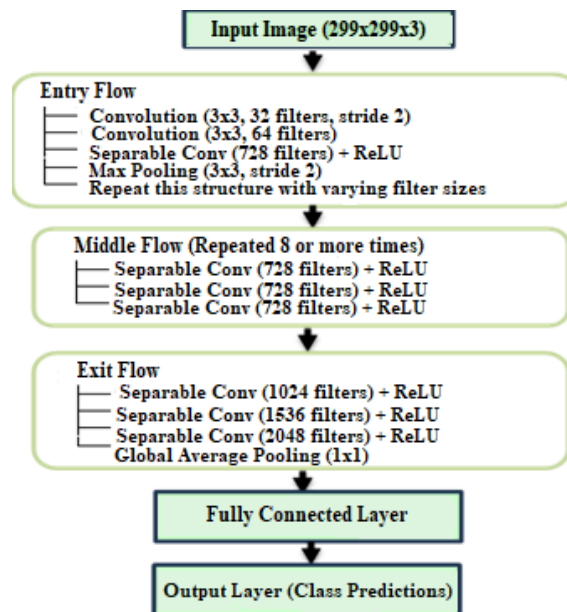 Input Image (299x299x3)
Entry Flow
Convolution (3x3, 32 filters, stride 2)
Convolution (3x3, 64 filters)
Separable Conv (728 filters) + ReLU
Max Pooling (3x3, stride 2)
Repeat this structure with varying filter sizes
Middle Flow (Repeated 8 or more times)
Separable Conv (728 filters) + ReLU
Separable Conv (728 filters) + ReLU
Separable Conv (728 filters) + ReLU
Exit Flow
Separable Conv (1024 filters) + ReLU
Separable Conv (1536 filters) + ReLU
Separable Conv (2048 filters) + ReLU
Global Average Pooling (1x1)
Fully Connected Layer
Output Layer (Class Predictions)